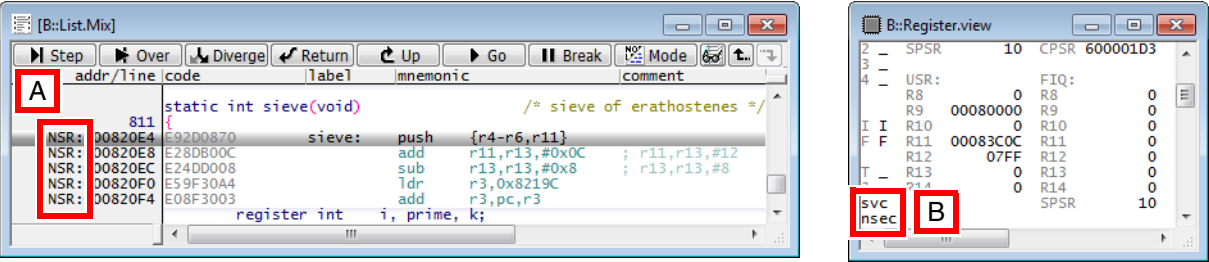 [B::List.Mix]
Step Over Diverge Return Up Go Break Mode
addr/line code label mnemonic comment
A
static int sieve(void) /* sieve of erathostenes */
811 {
NSR: 00820E4 E92D0870 sieve: push {r4-r6,r11}
NSR: 00820E8 E28DB00C add r11,r13,#0x0C ; r11,r13,#12
NSR: 00820EC E24DD008 sub r13,r13,#0x8 ; r13,r13,#8
NSR: 00820F0 E59F30A4 ldr r3,0x8219C
NSR: 00820F4 E08F3003 add r3,pc,r3
register int i, prime, k;
B::Register.view
2 _ SPSR 10 CPSR 600001D3
3 _
4 _ USR: FIQ:
R8 0 R8 0
R9 00080000 R9 0
I I R10 0 R10 0
F F R11 00083C0C R11 0
R12 07FF R12 0
T _ R13 0 R13 0
R14 0 R14 0
svc SPSR 10
nsec
B